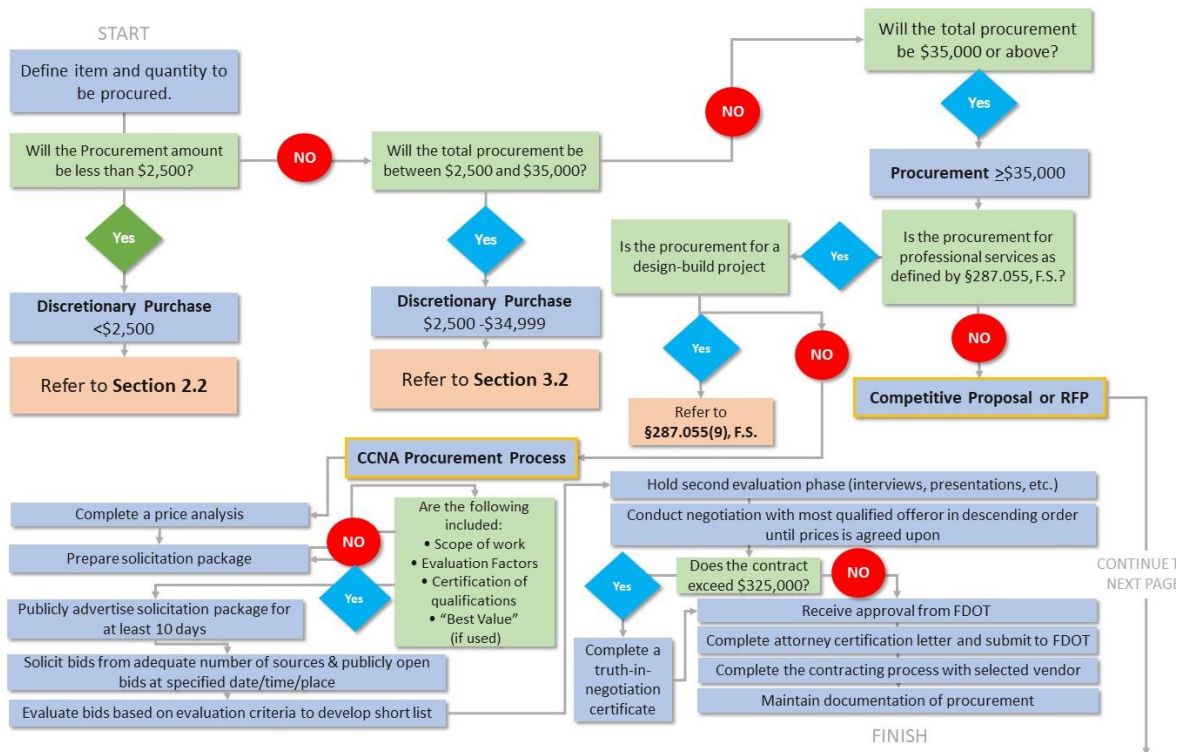 START
Define item and quantity to
be procured.
Will the Procurement amount
be less than $2,500?
NO
Will the total procurement be
between $2,500 and $35,000?
NO
Will the total procurement
be $35,000 or above?
Yes
Procurement ≥$35,000
Is the procurement for
professional services as
defined by §287.055, F.S.?
Yes
Is the procurement for a
design-build project
NO
Competitive Proposal or RFP
Yes
Discretionary Purchase
<$2,500
Refer to Section 2.2
Yes
Discretionary Purchase
$2,500 -$34,999
Refer to Section 3.2
Yes
Refer to
§287.055(9), F.S.
NO
CCNA Procurement Process
Complete a price analysis
Prepare solicitation package
NO
Are the following
included:
• Scope of work
• Evaluation Factors
• Certification of
qualifications
• “Best Value”
(if used)
Yes
Publicly advertise solicitation package for
at least 10 days
Solicit bids from adequate number of sources & publicly open
bids at specified date/time/place
Evaluate bids based on evaluation criteria to develop short list
Hold second evaluation phase (interviews, presentations, etc.)
Conduct negotiation with most qualified offeror in descending order
until prices is agreed upon
Does the contract
exceed $325,000?
Yes
NO
Complete a
truth-in-
negotiation
certificate
Receive approval from FDOT
Complete attorney certification letter and submit to FDOT
Complete the contracting process with selected vendor
Maintain documentation of procurement
FINISH
CONTINUE T
NEXT PAGE